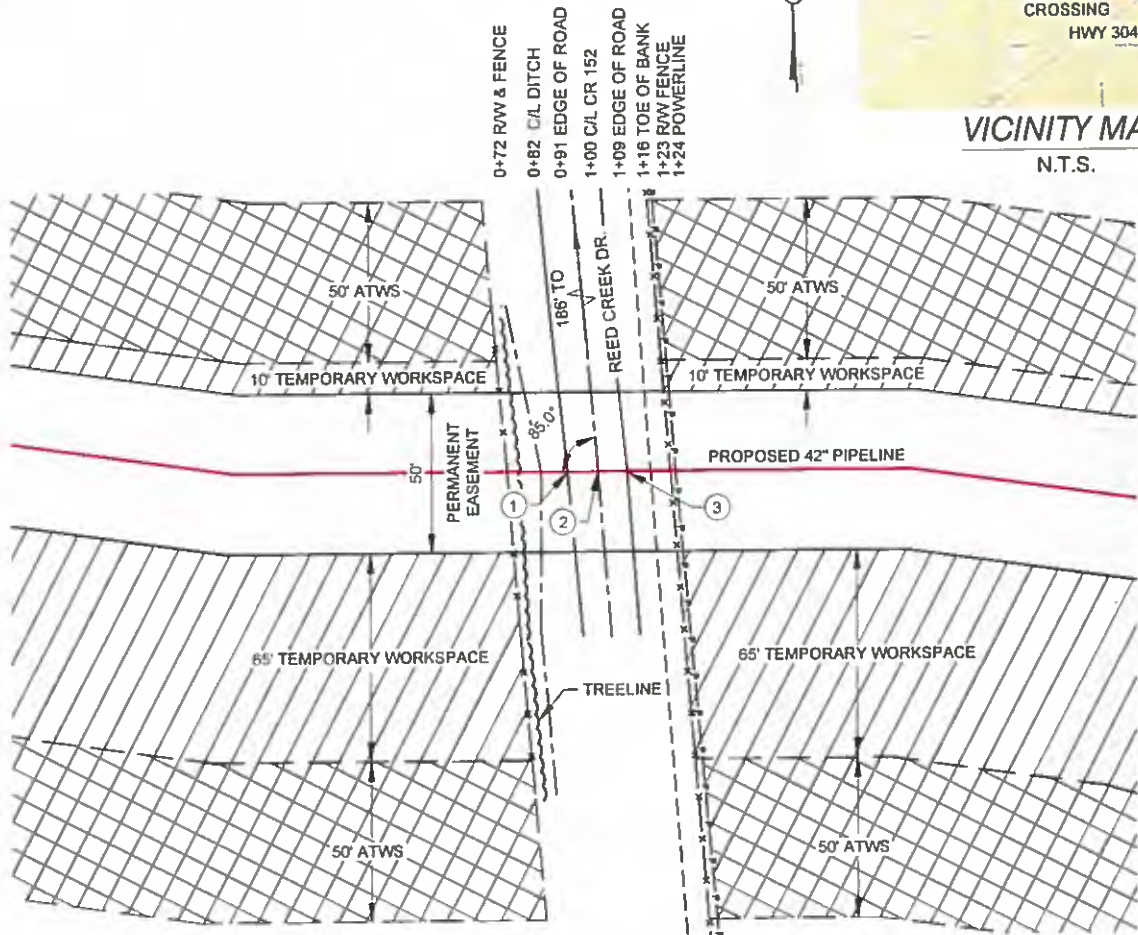 CROSSING
HWY 304
VICINITY MA
N.T.S.
0+72 R/W & FENCE
0+82 C/L DITCH
0+91 EDGE OF ROAD
1+00 C/L CR 152
1+09 EDGE OF ROAD
1+16 TOE OF BANK
1+23 R/W FENCE
1+24 POWERLINE
50' ATWS
186' TO
REED CREEK DR.
50' ATWS
10' TEMPORARY WORKSPACE
10' TEMPORARY WORKSPACE
85.0°
50'
PERMANENT
EASEMENT
PROPOSED 42" PIPELINE
1
2
3
65' TEMPORARY WORKSPACE
65' TEMPORARY WORKSPACE
TREELINE
50' ATWS
50' ATWS